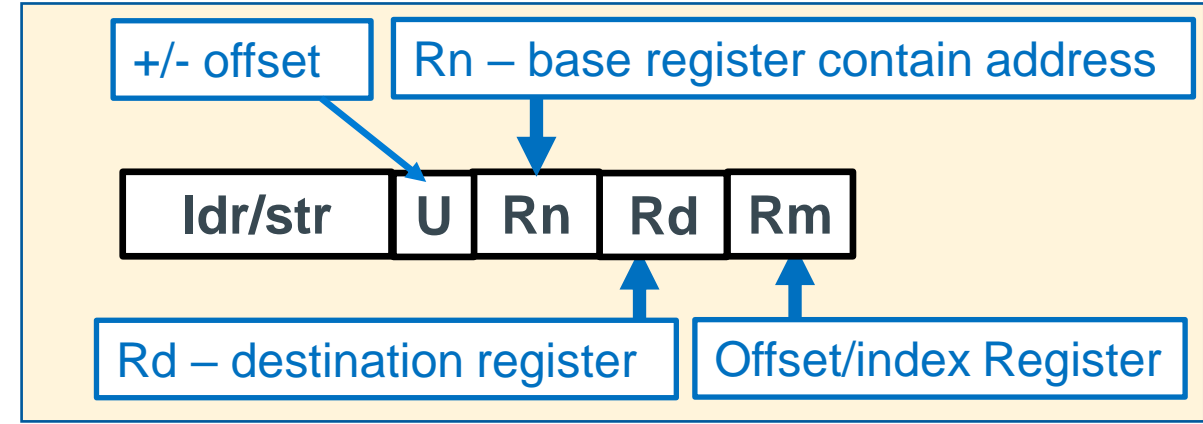 +/- offset
Rn – base register contain address
ldr/str U Rn Rd Rm
Rd – destination register
Offset/index Register